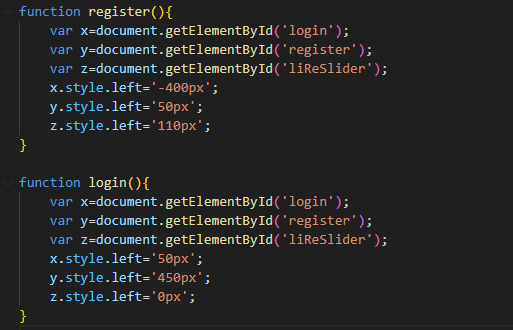 function register(){
    var x=document.getElementById('login');
    var y=document.getElementById('register');
    var z=document.getElementById('liReSlider');
    x.style.left='-400px';
    y.style.left='50px';
    z.style.left='110px';
}
function login(){
    var x=document.getElementById('login');
    var y=document.getElementById('register');
    var z=document.getElementById('liReSlider');
    x.style.left='50px';
    y.style.left='450px';
    z.style.left='0px';
}